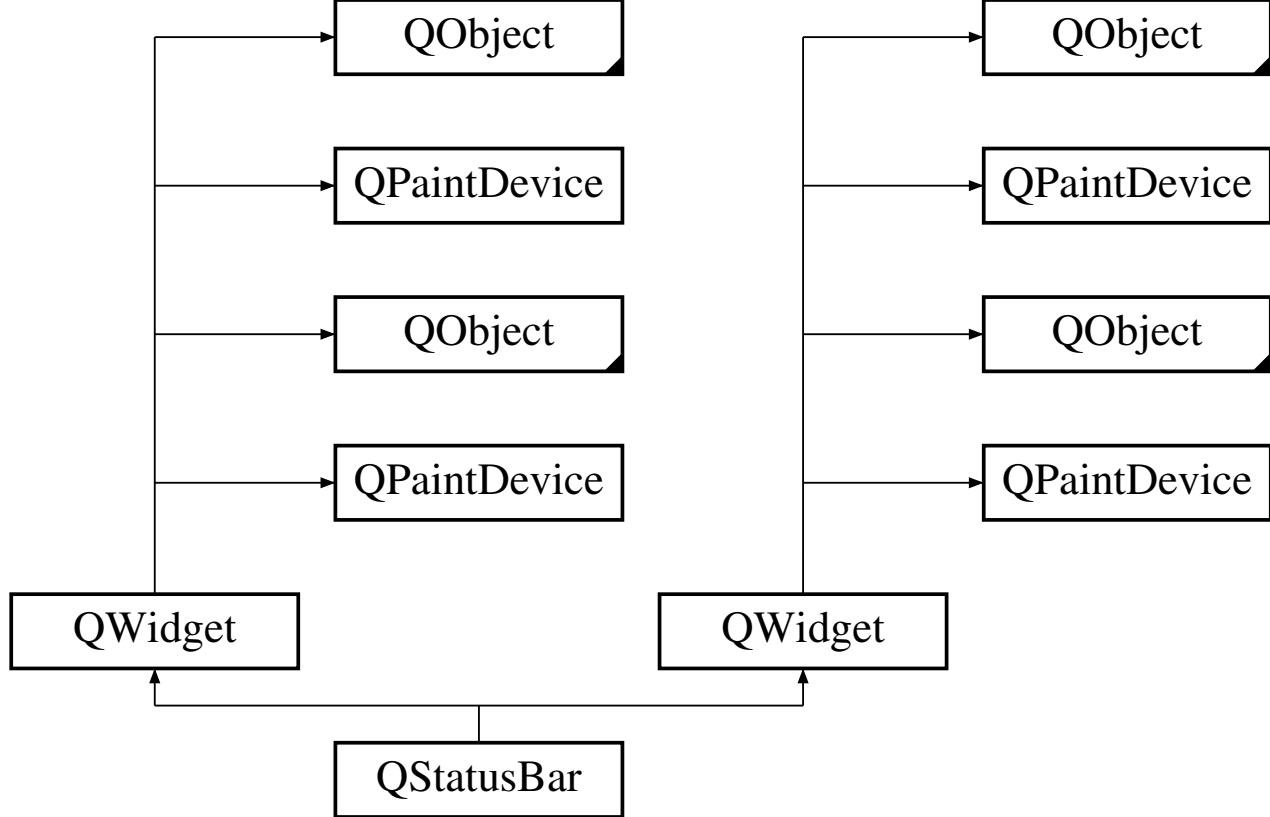 QObject
QObject
QPaintDevice
QPaintDevice
QObject
QObject
QPaintDevice
QPaintDevice
QWidget
QWidget
QStatusBar